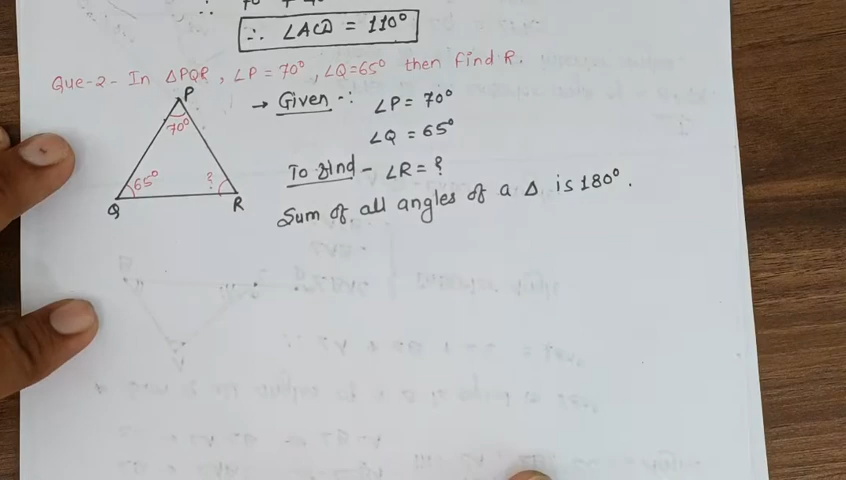 ∴ ∠ACD = 110°
Que-2- In △PQR, ∠P = 70°, ∠Q=65° then find R.
P
→ Given -: ∠P = 70°
70°
∠Q = 65°
To find - ∠R = ?
65°
?
Q
R
Sum of all angles of a △ is 180°.